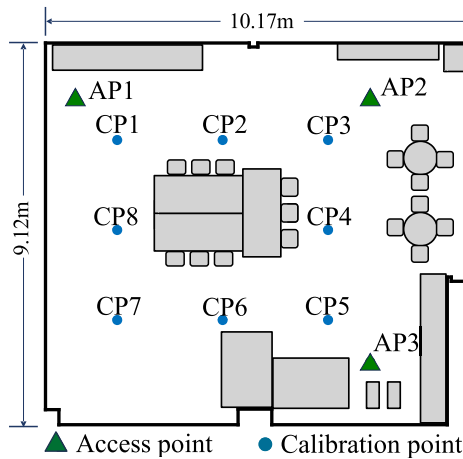 10.17m
AP1
AP2
CP1
CP2
CP3
9.12m
CP8
CP4
CP7
CP6
CP5
AP3
Access point
Calibration point